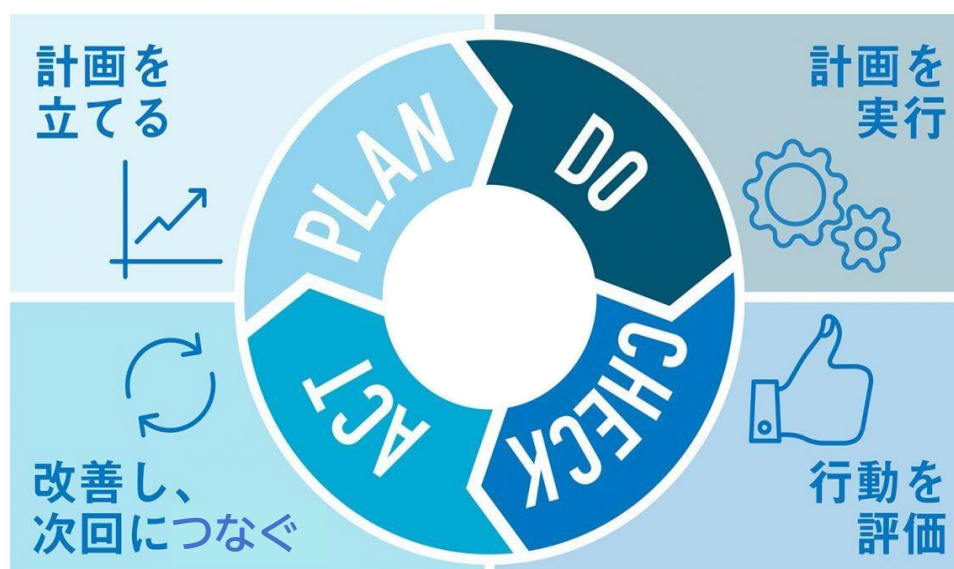 計画を
立てる
PLAN
DO
計画を
実行
ACT
CHECK
改善し、
次回につなぐ
行動を
評価